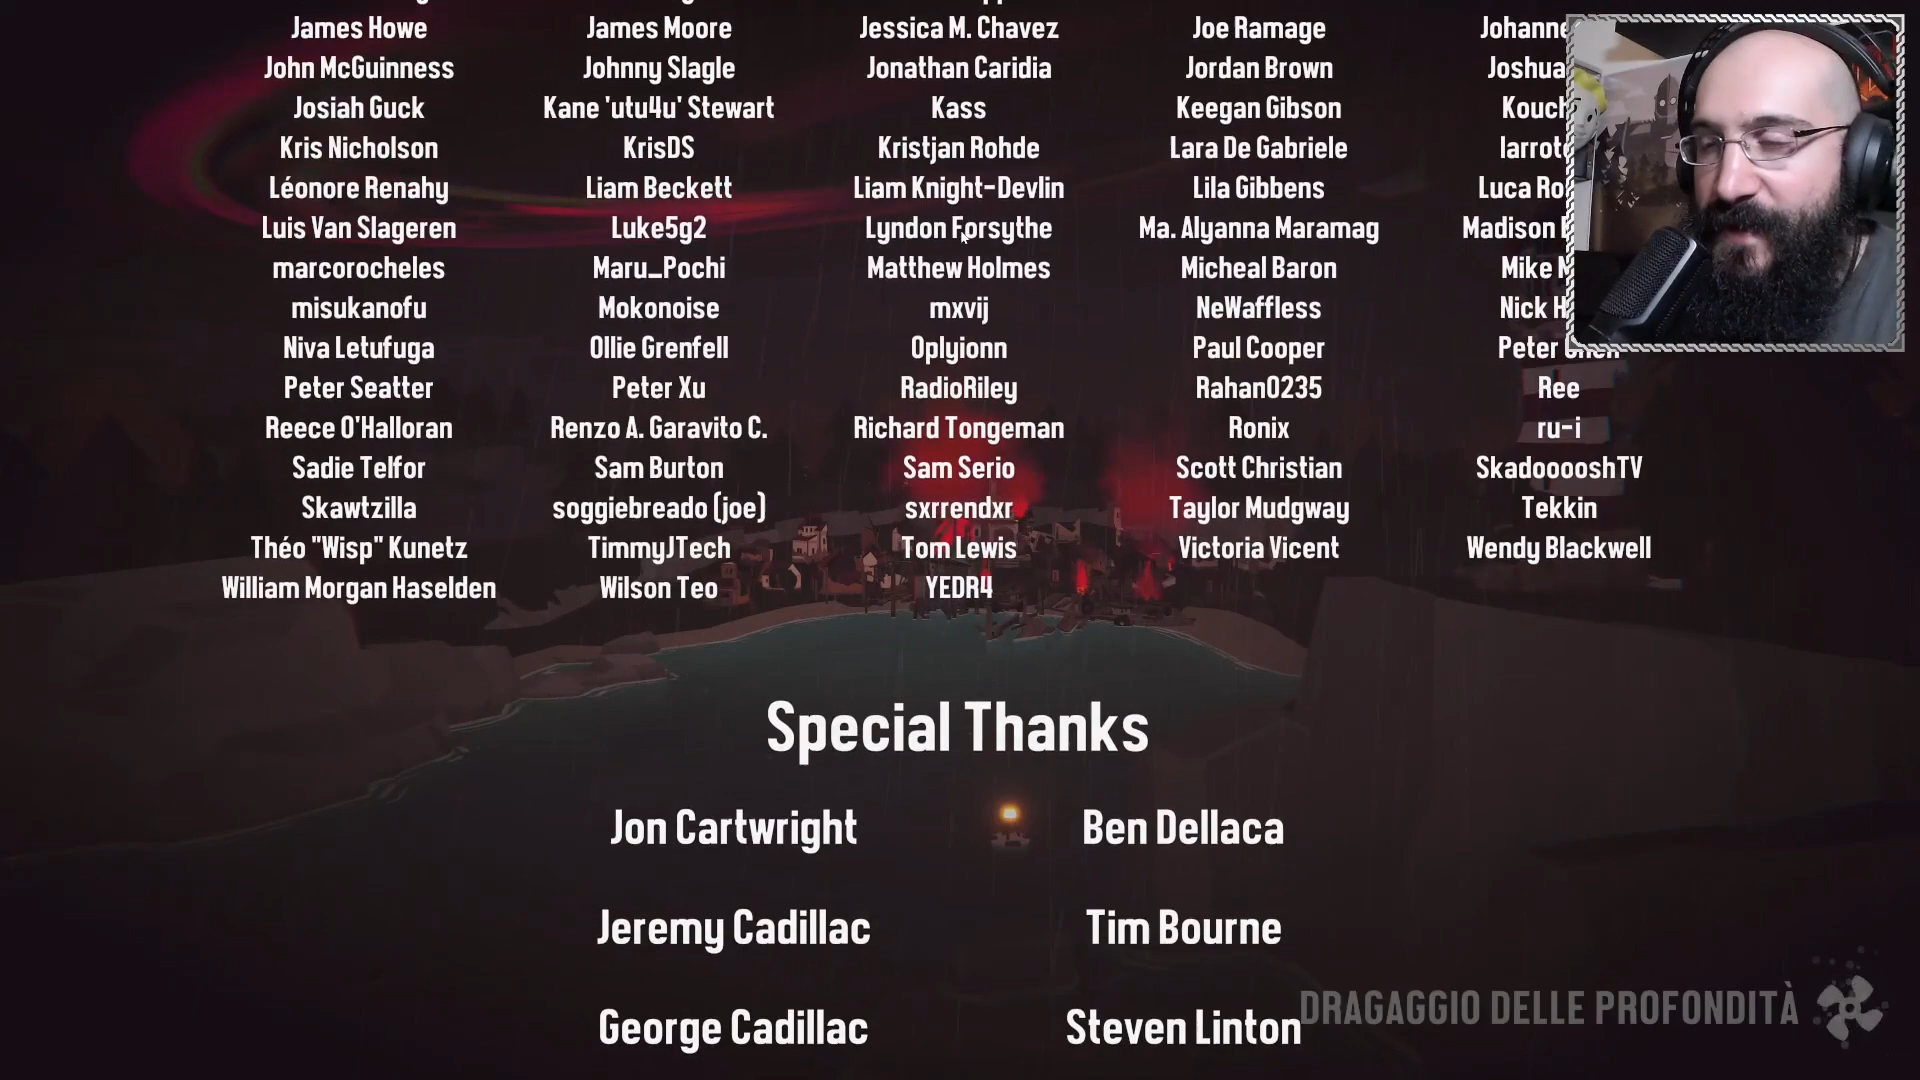 James Howe James Moore Jessica M. Chavez Joe Ramage
John McGuinness Johnny Slagle Jonathan Caridia Jordan Brown Joshua
Josiah Guck Kane 'utu4u' Stewart Kass Keegan Gibson
Kris Nicholson KrisDS Kristjan Rohde Lara De Gabriele
Léonore Renahy Liam Beckett Liam Knight-Devlin Lila Gibbens Luca
Luis Van Slageren Luke5g2 Lyndon Forsythe Ma. Alyanna Maramag Madison
marcorocheles Maru_Pochi Matthew Holmes Micheal Baron Mike
misukanofu Mokonoise mxvij NeWaffless Nick
Niva Letufuga Ollie Grenfell Oplyionn Paul Cooper Peter
Peter Seatter Peter Xu RadioRiley Rahan0235 Ree
Reece O'Halloran Renzo A. Garavito C. Richard Tongeman Ronix ru-i
Sadie Telfor Sam Burton Sam Serio Scott Christian SkadooooshTV
Skawtzilla soggiebreado (joe) sxrrendxr Taylor Mudgway Tekkin
Théo "Wisp" Kunetz TimmyJTech Tom Lewis Victoria Vicent Wendy Blackwell
William Morgan Haselden Wilson Teo YEDR4
Special Thanks
Jon Cartwright Ben Dellaca
Jeremy Cadillac Tim Bourne
George Cadillac Steven Linton
DRAGAGGIO DELLE PROFONDITÀ